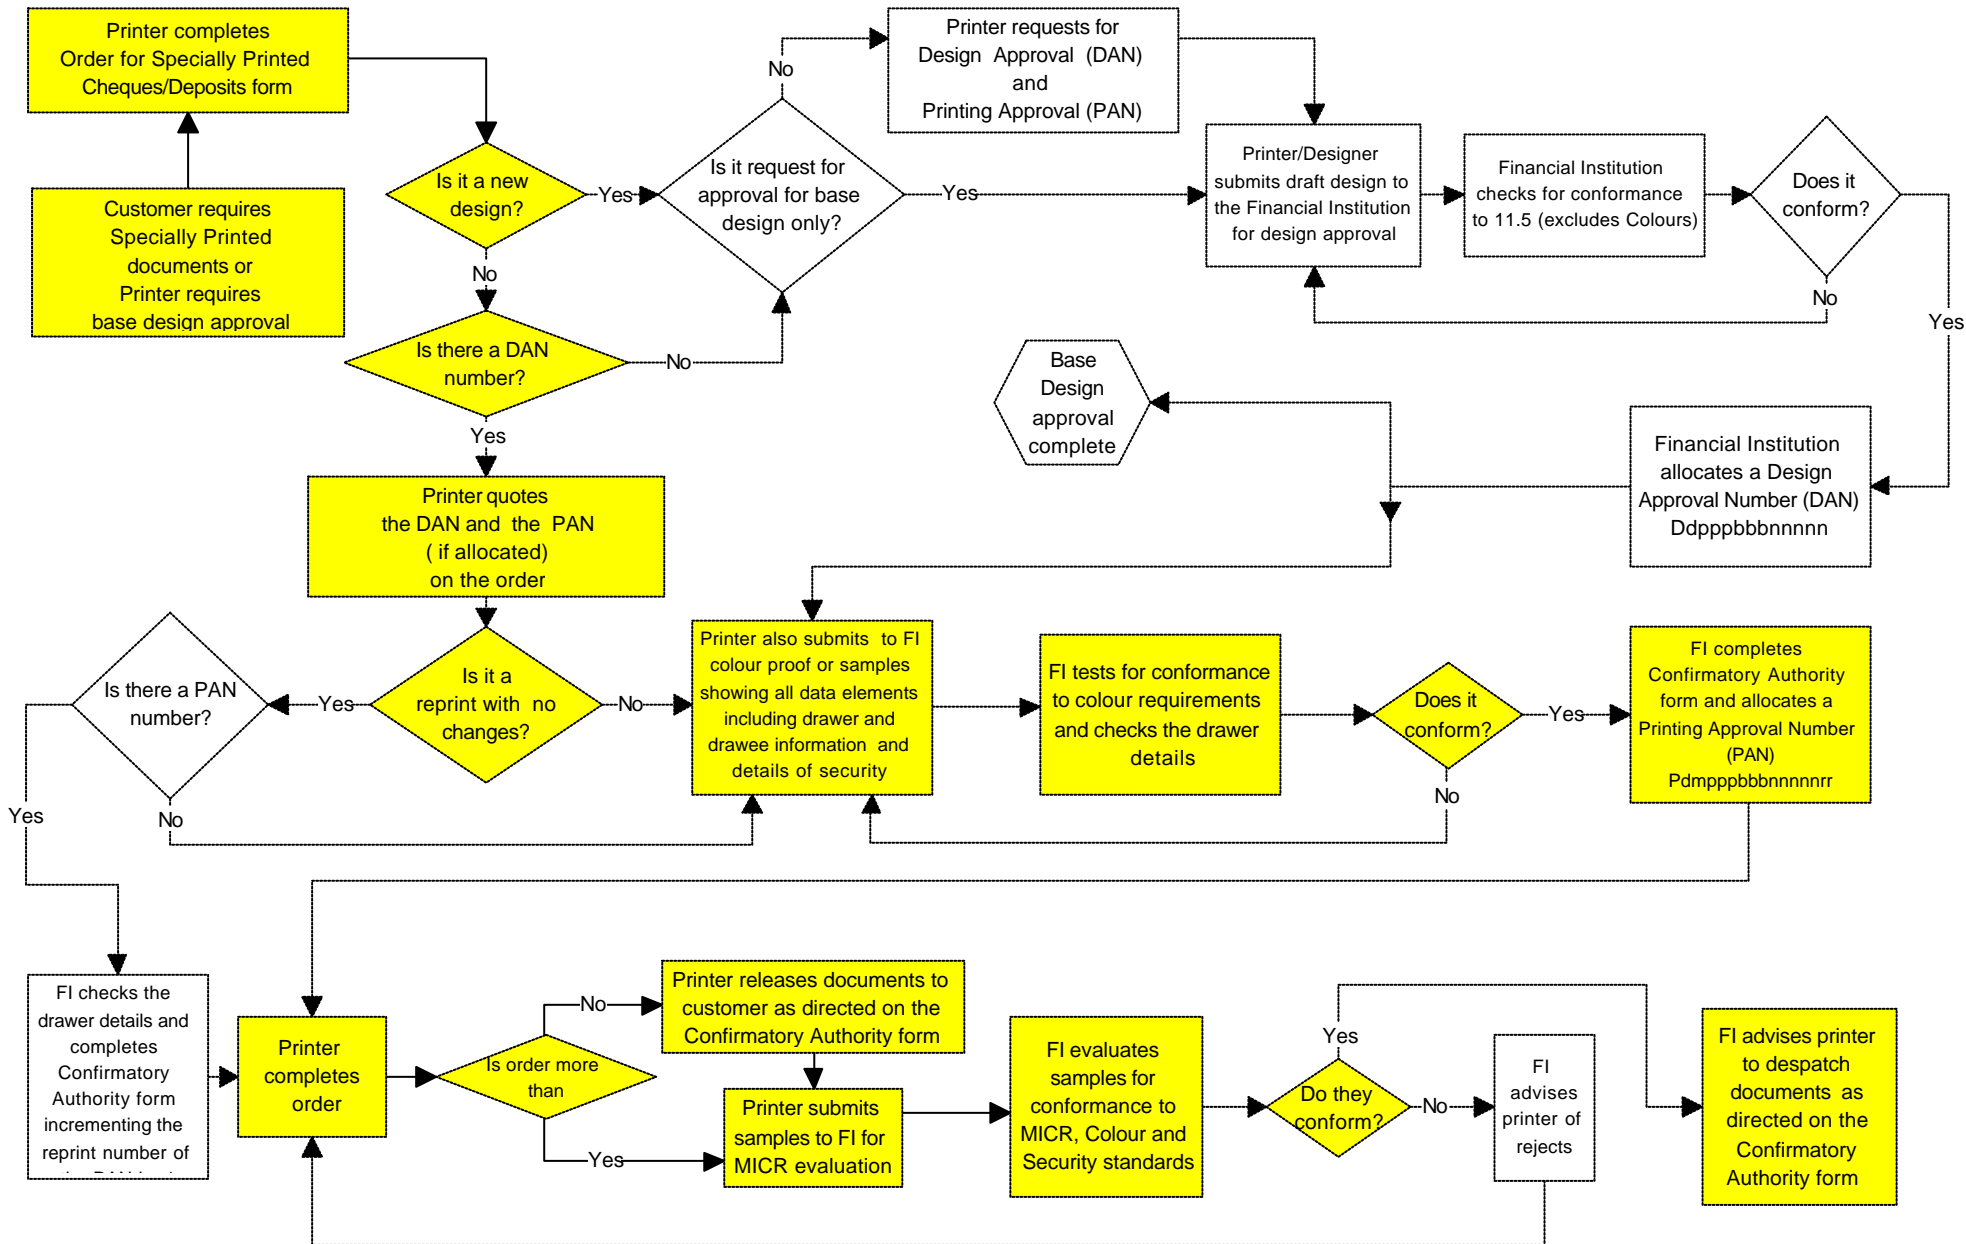 Printer completes
Order for Specially Printed
Cheques/Deposits form
Customer requires
Specially Printed
documents or
Printer requires
base design approval
Is it a new
design?
Yes
No
Is there a DAN
number?
No
Yes
Is it request for
approval for base
design only?
No
Yes
Printer requests for
Design Approval (DAN)
and
Printing Approval (PAN)
Printer/Designer
submits draft design to
the Financial Institution
for design approval
Financial Institution
checks for conformance
to 11.5 (excludes Colours)
Does it
conform?
No
Yes
Base
Design
approval
complete
Financial Institution
allocates a Design
Approval Number (DAN)
Ddpppbbbnnnnn
Printer quotes
the DAN and the PAN
( if allocated)
on the order
Is it a
reprint with no
changes?
Yes
No
Is there a PAN
number?
Yes
No
Printer also submits to FI
colour proof or samples
showing all data elements
including drawer and
drawee information and
details of security
FI tests for conformance
to colour requirements
and checks the drawer
details
Does it
conform?
Yes
No
FI completes
Confirmatory Authority
form and allocates a
Printing Approval Number
(PAN)
Pdmpppbbbnnnnnrr
FI checks the
drawer details and
completes
Confirmatory
Authority form
incrementing the
reprint number of
Printer
completes
order
Is order more
than
No
Yes
Printer releases documents to
customer as directed on the
Confirmatory Authority form
Printer submits
samples to FI for
MICR evaluation
FI evaluates
samples for
conformance to
MICR, Colour and
Security standards
Do they
conform?
Yes
No
FI
advises
printer of
rejects
FI advises printer
to despatch
documents as
directed on the
Confirmatory
Authority form